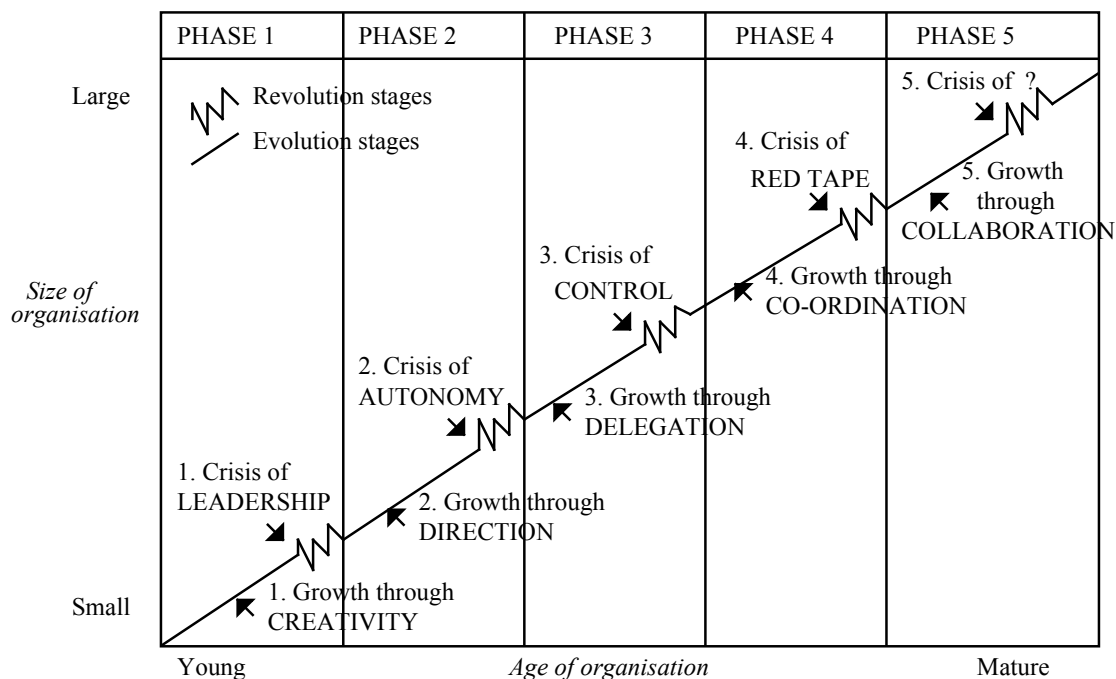 PHASE 1 PHASE 2 PHASE 3 PHASE 4 PHASE 5
Large
Revolution stages
Evolution stages
5. Crisis of ?
4. Crisis of
RED TAPE
5. Growth
through
COLLABORATION
3. Crisis of
CONTROL
4. Growth through
CO-ORDINATION
Size of
organisation
2. Crisis of
AUTONOMY
3. Growth through
DELEGATION
1. Crisis of
LEADERSHIP
2. Growth through
DIRECTION
Small
1. Growth through
CREATIVITY
Young Age of organisation Mature